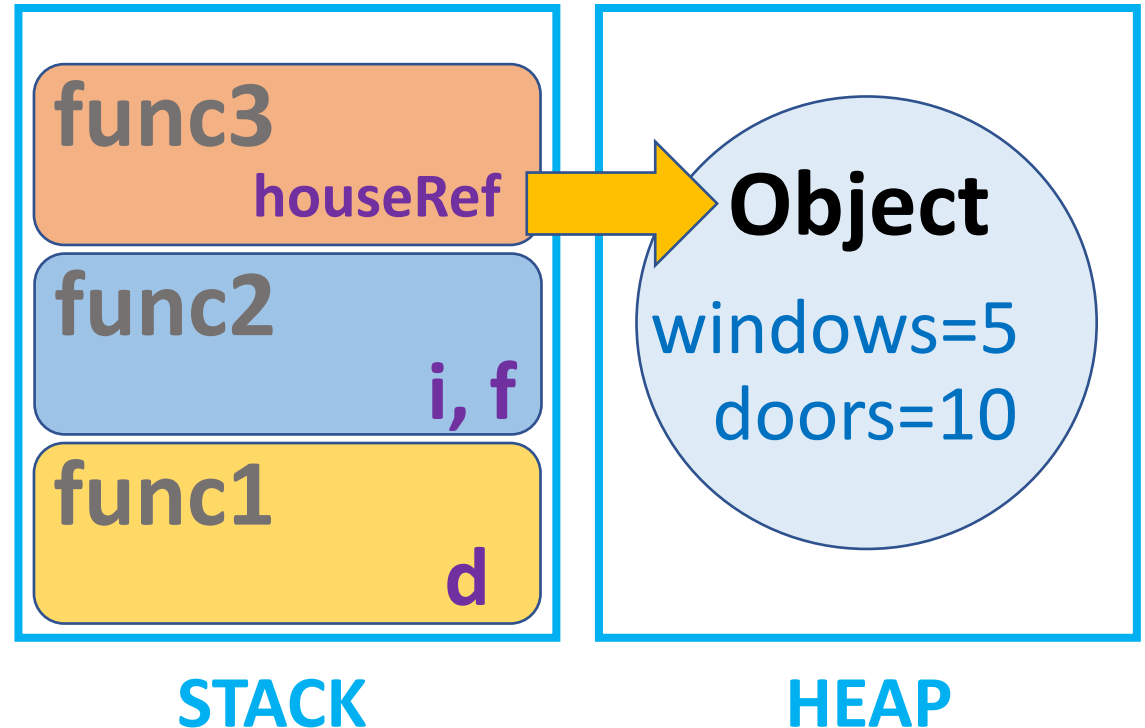 func3
houseRef
func2
i, f
func1
d
STACK
Object
windows=5
doors=10
HEAP